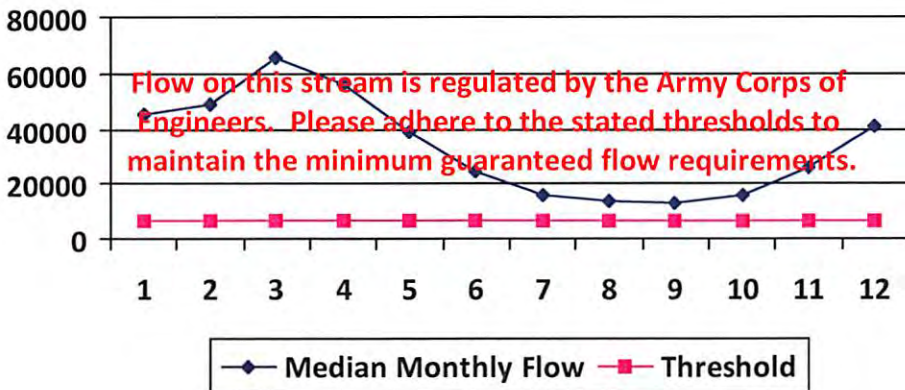 80000
60000
40000
20000
0
Flow on this stream is regulated by the Army Corps of
Engineers. Please adhere to the stated thresholds to
maintain the minimum guaranteed flow requirements.
1 2 3 4 5 6 7 8 9 10 11 12
Median Monthly Flow Threshold